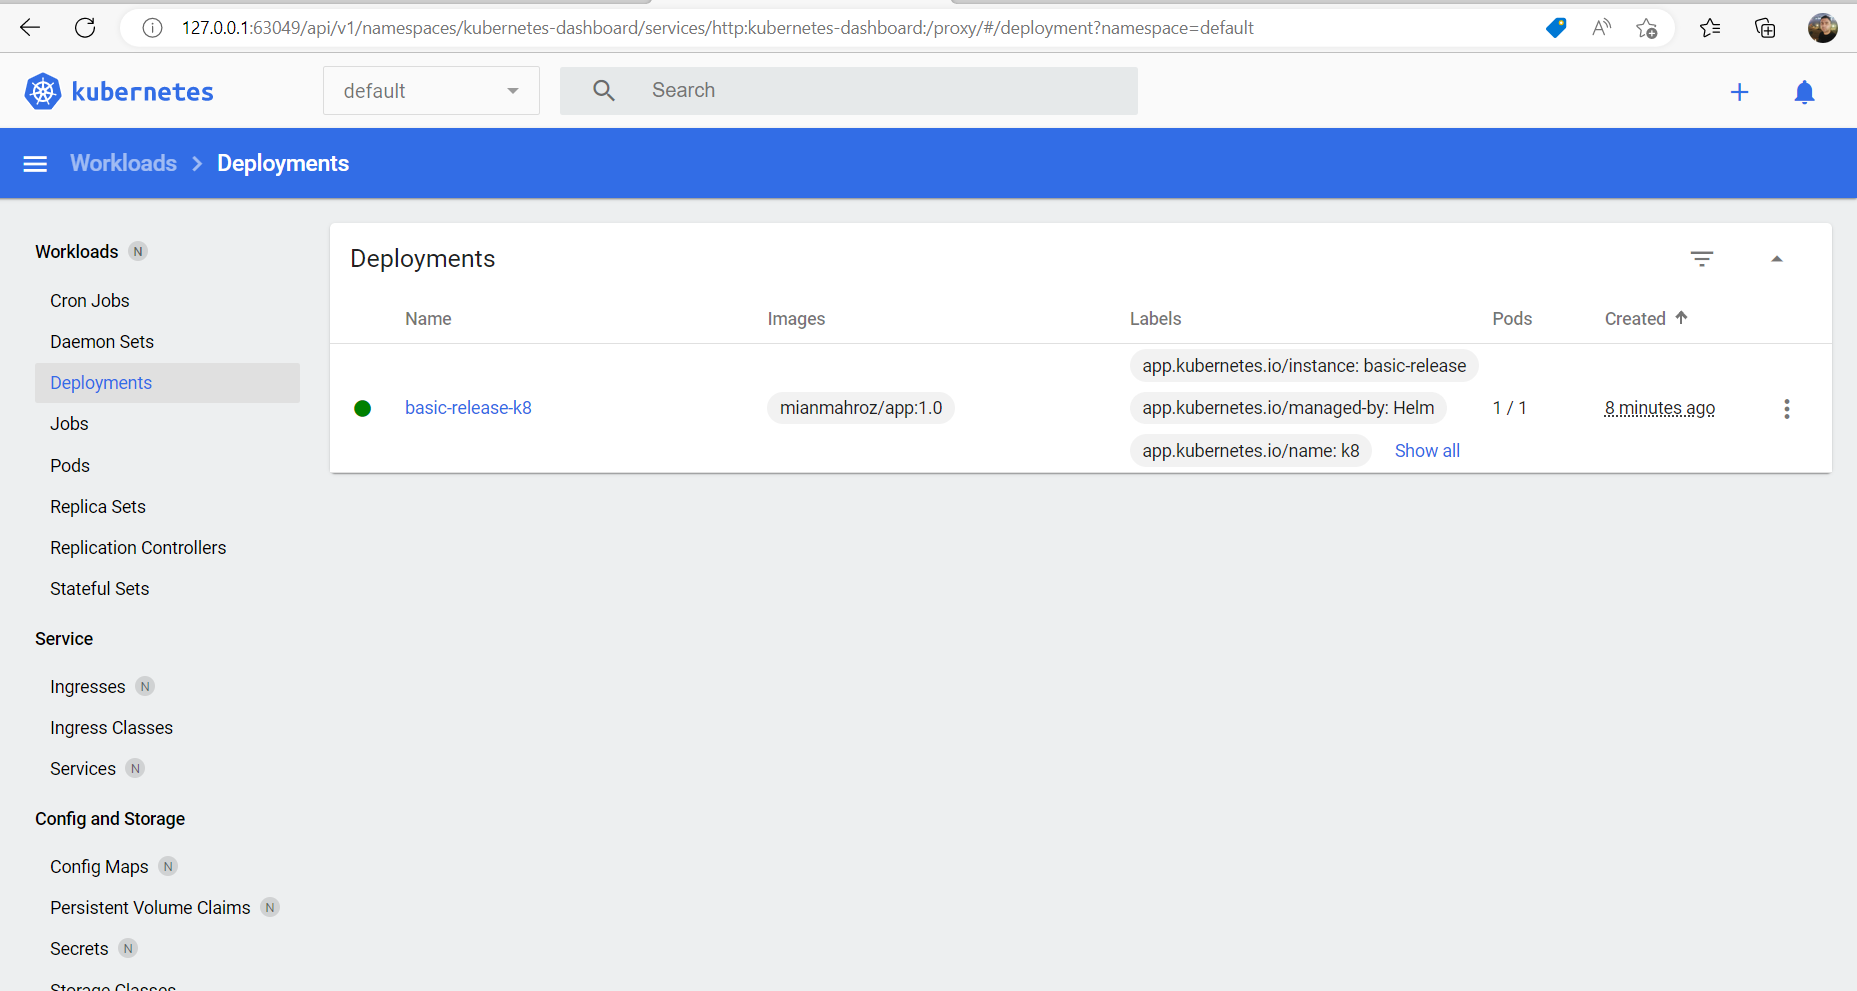 127.0.0.1:63049/api/v1/namespaces/kubernetes-dashboard/services/http:kubernetes-dashboard:/proxy/#/deployment?namespace=default
kubernetes
default
Search
Workloads > Deployments
Workloads N
Cron Jobs
Daemon Sets
Deployments
Jobs
Pods
Replica Sets
Replication Controllers
Stateful Sets
Service
Ingresses N
Ingress Classes
Services N
Config and Storage
Config Maps N
Persistent Volume Claims N
Secrets N
Storage Classes
Deployments
Name Images Labels Pods Created
app.kubernetes.io/instance: basic-release
basic-release-k8 mianmahroz/app:1.0 app.kubernetes.io/managed-by: Helm 1 / 1 8 minutes ago
app.kubernetes.io/name: k8 Show all